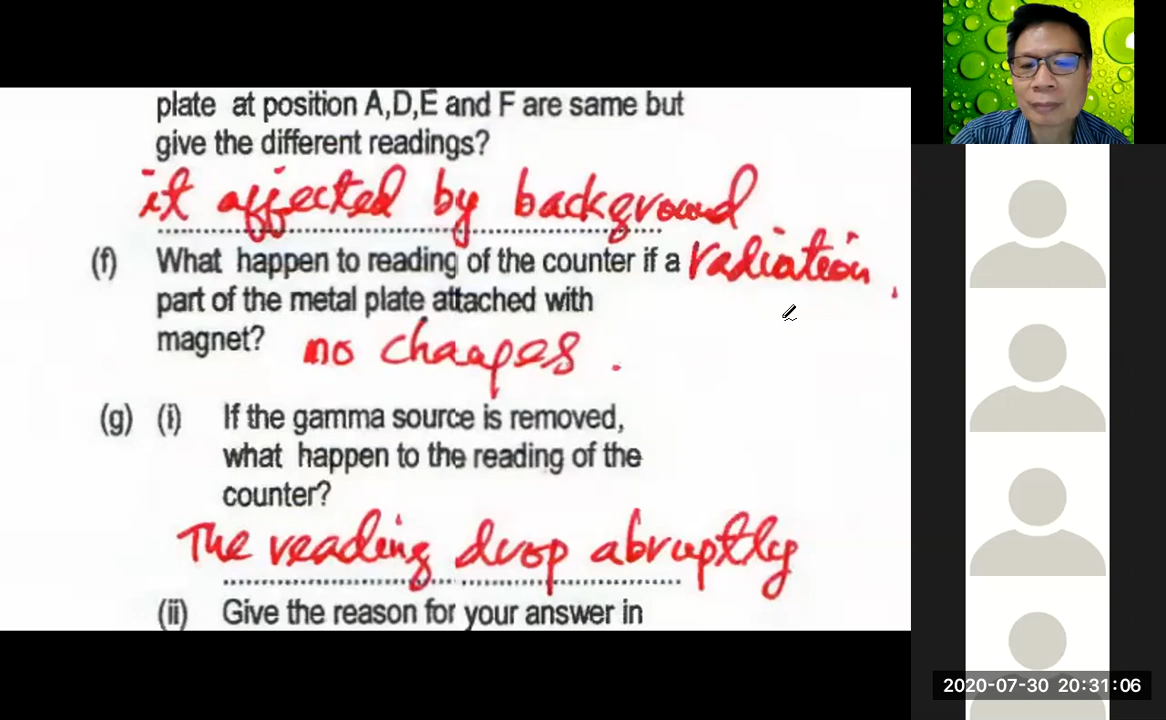 plate at position A,D,E and F are same but
give the different readings?
it affected by background
radiation.
(f) What happen to reading of the counter if a
part of the metal plate attached with
magnet?
no changes.
(g) (i) If the gamma source is removed,
what happen to the reading of the
counter?
The reading drop abruptly
(ii) Give the reason for your answer in
2020-07-30 20:31:06